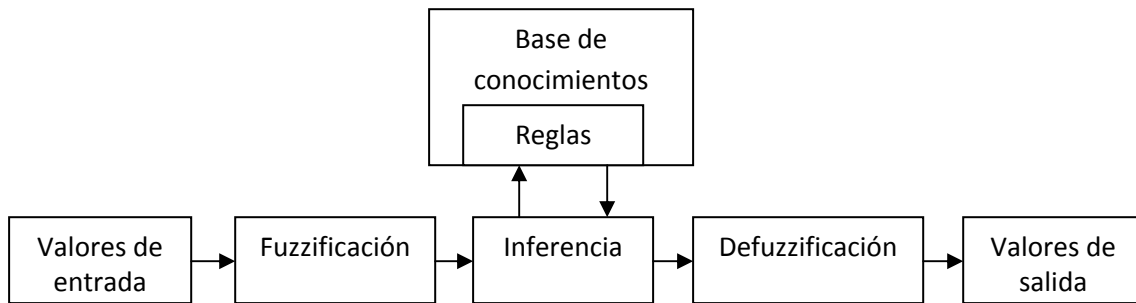 Base de
conocimientos
Reglas
Valores de
entrada
Fuzzificación
Inferencia
Defuzzificación
Valores de
salida